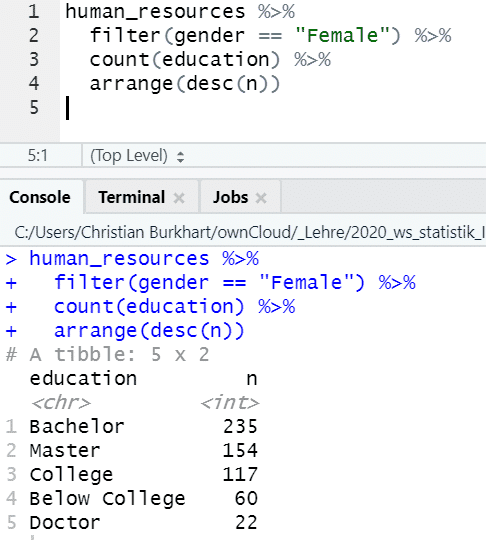 1 human_resources %>%
2   filter(gender == "Female") %>%
3   count(education) %>%
4   arrange(desc(n))
5
5:1 (Top Level)
Console Terminal Jobs
C:/Users/Christian Burkhart/ownCloud/_Lehre/2020_ws_statistik_I
> human_resources %>%
+   filter(gender == "Female") %>%
+   count(education) %>%
+   arrange(desc(n))
# A tibble: 5 x 2
  education n
  <chr> <int>
1 Bachelor 235
2 Master 154
3 College 117
4 Below College 60
5 Doctor 22